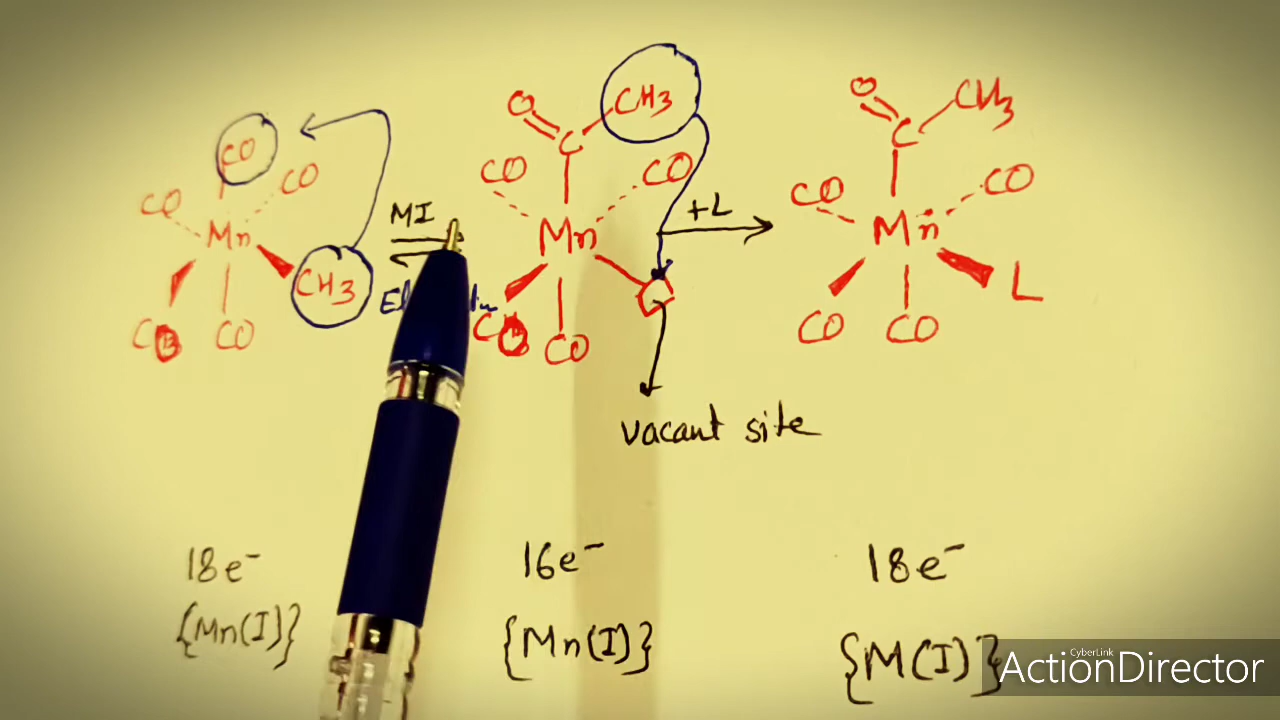 O CH3 O CH3
CO CO C C
CO CO CO CO CO
Mn MI Mn +L Mn
CH3 L
CO CO CO CO CO CO
vacant site
18e⁻ 16e⁻ 18e⁻
{Mn(I)} {Mn(I)} {M(I)}
CyberLink
ActionDirector